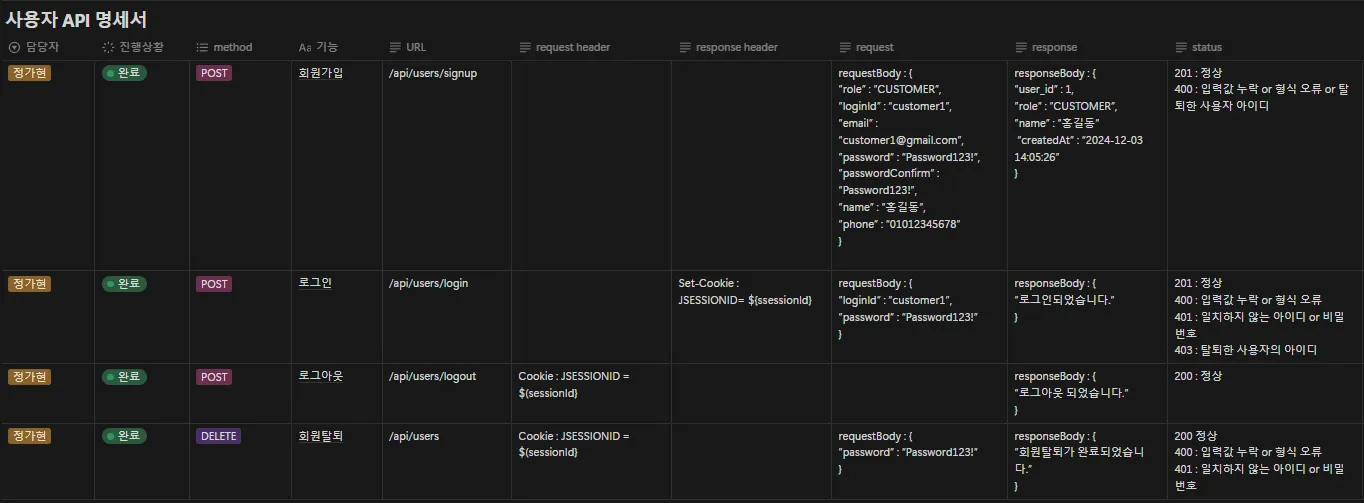 사용자 API 명세서
담당자 진행상황 method Aa 기능 URL request header response header request response status
정가현 완료 POST 회원가입 /api/users/signup
requestBody : {
"role" : "CUSTOMER",
"loginId" : "customer1",
"email" :
"customer1@gmail.com",
"password" : "Password123!",
"passwordConfirm" :
"Password123!",
"name" : "홍길동",
"phone" : "01012345678"
}
responseBody : {
"user_id" : 1,
"role" : "CUSTOMER",
"name" : "홍길동"
"createdAt" : "2024-12-03
14:05:26"
}
201 : 정상
400 : 입력값 누락 or 형식 오류 or 탈
퇴한 사용자 아이디
정가현 완료 POST 로그인 /api/users/login
Set-Cookie :
JSESSIONID= ${ssessionId}
requestBody : {
"loginId" : "customer1",
"password" : "Password123!"
}
responseBody : {
"로그인되었습니다."
}
201 : 정상
400 : 입력값 누락 or 형식 오류
401 : 일치하지 않는 아이디 or 비밀
번호
403 : 탈퇴한 사용자의 아이디
정가현 완료 POST 로그아웃 /api/users/logout
Cookie : JSESSIONID =
${sessionId}
responseBody : {
"로그아웃 되었습니다."
}
200 : 정상
정가현 완료 DELETE 회원탈퇴 /api/users
Cookie : JSESSIONID =
${sessionId}
requestBody : {
"password" : "Password123!"
}
responseBody : {
"회원탈퇴가 완료되었습니
다."
}
200 정상
400 : 입력값 누락 or 형식 오류
401 : 일치하지 않는 아이디 or 비밀
번호